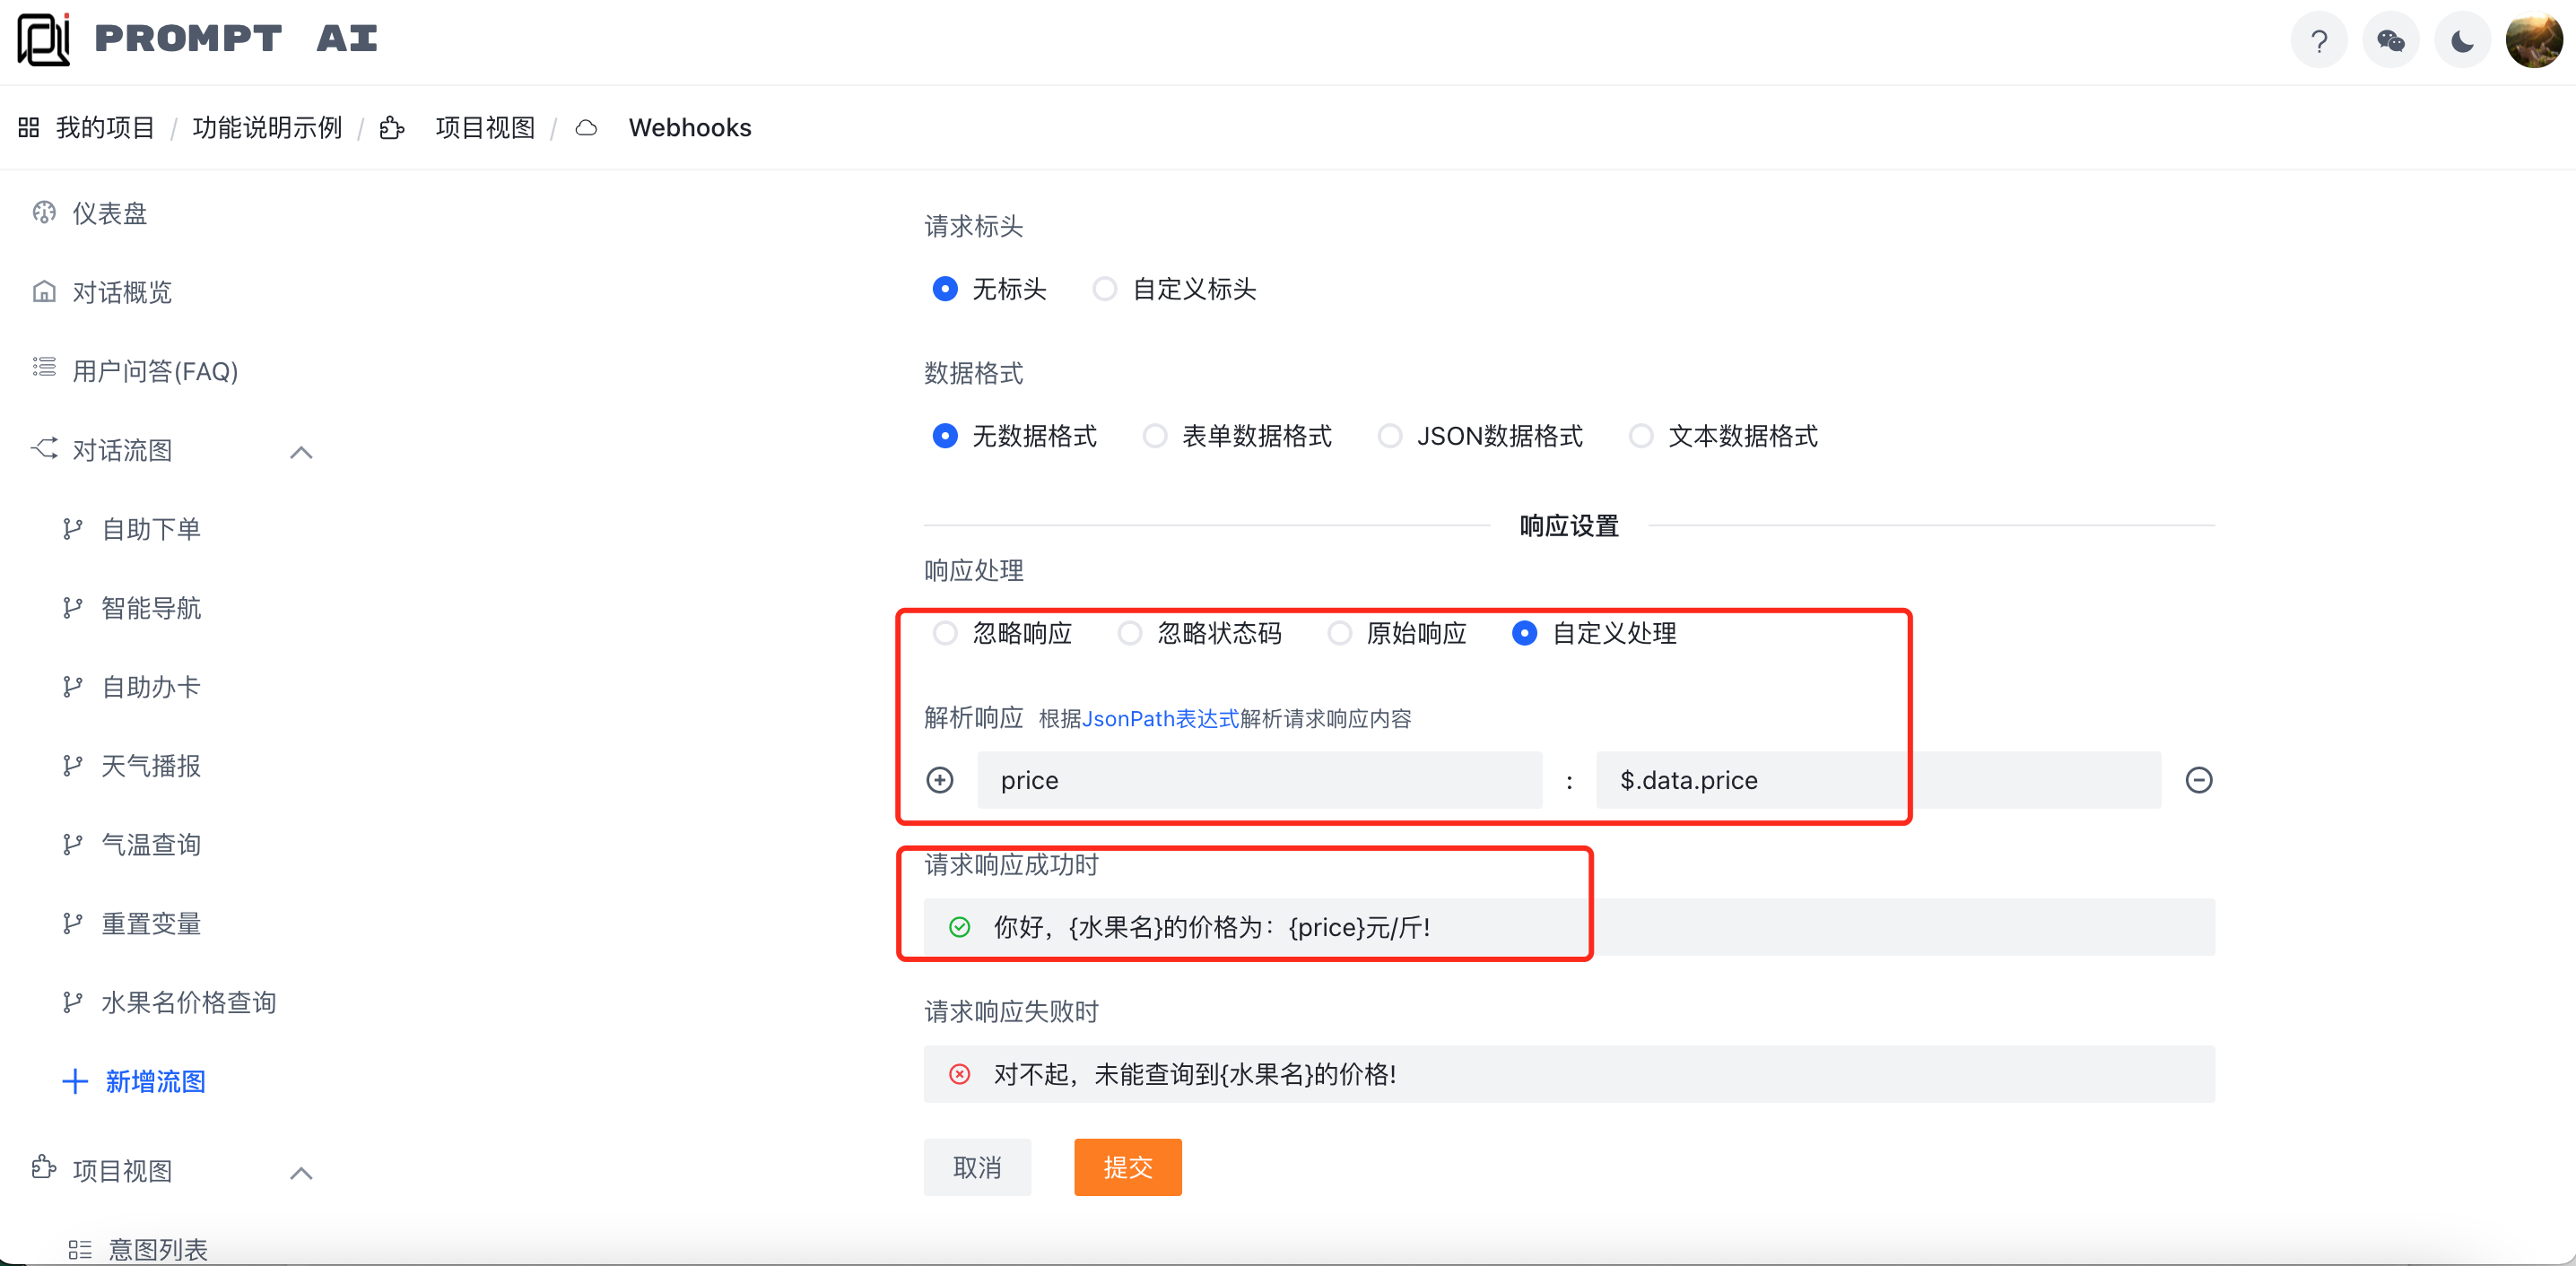 PROMPT AI
?
我的项目 / 功能说明示例 / 项目视图 / Webhooks
仪表盘
对话概览
用户问答(FAQ)
对话流图
自助下单
智能导航
自助办卡
天气播报
气温查询
重置变量
水果名价格查询
新增流图
项目视图
意图列表
请求标头
无标头 自定义标头
数据格式
无数据格式 表单数据格式 JSON数据格式 文本数据格式
响应设置
响应处理
忽略响应 忽略状态码 原始响应 自定义处理
解析响应 根据JsonPath表达式解析请求响应内容
price : $.data.price
请求响应成功时
你好，{水果名}的价格为：{price}元/斤!
请求响应失败时
对不起，未能查询到{水果名}的价格!
取消 提交